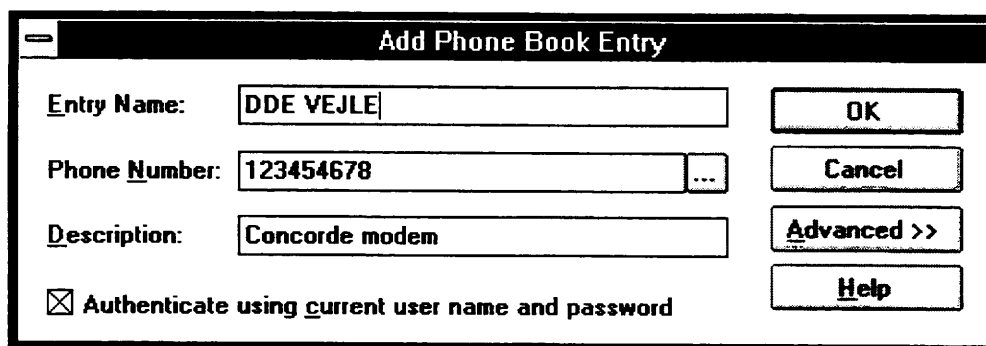 Add Phone Book Entry
Entry Name: DDE VEJLE
OK
Phone Number: 123454678 ...
Cancel
Description: Concorde modem
Advanced >>
Help
Authenticate using current user name and password